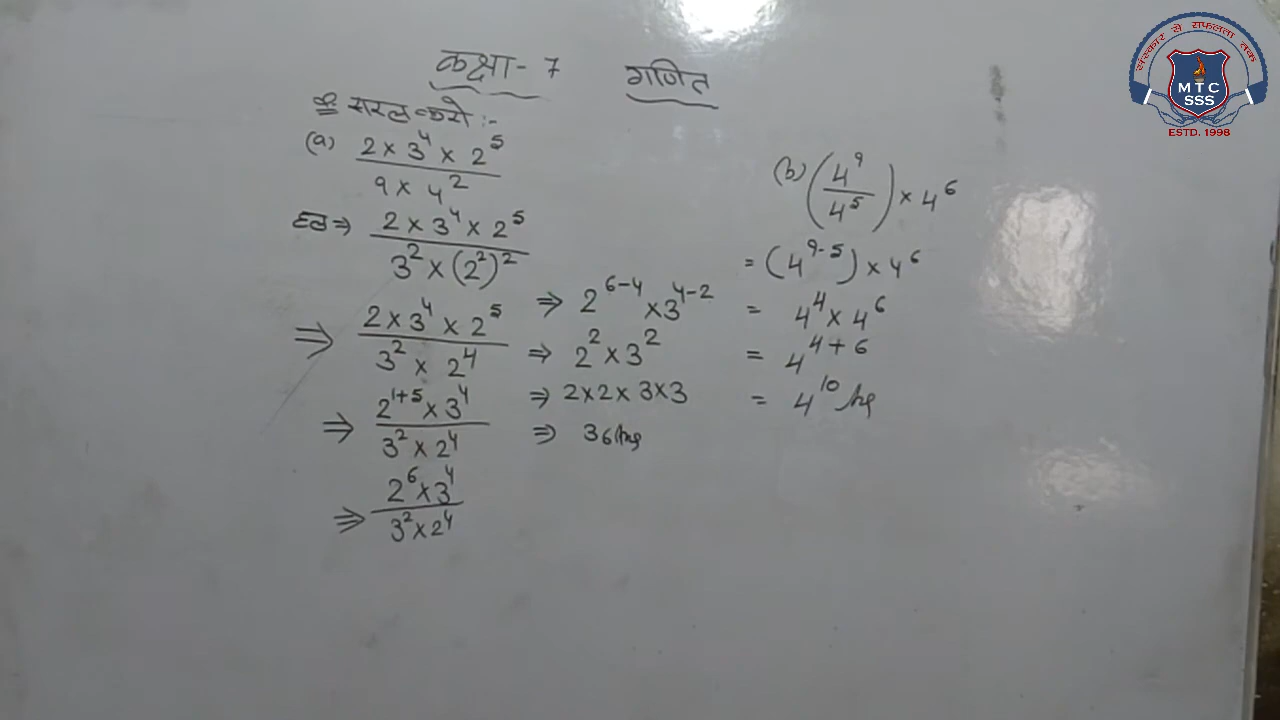 कक्षा - 7 गणित
सरल करो :-
(a) 2 × 3⁴ × 2⁵
9 × 4²
हल ⇒ 2 × 3⁴ × 2⁵
3² × (2²)²
⇒ 2 × 3⁴ × 2⁵
3² × 2⁴
⇒ 2¹⁺⁵ × 3⁴
3² × 2⁴
⇒ 2⁶ × 3⁴
3² × 2⁴
⇒ 2⁶⁻⁴ × 3⁴⁻²
⇒ 2² × 3²
⇒ 2 × 2 × 3 × 3
⇒ 36 Ans
(b) (4⁹/4⁵) × 4⁶
= (4⁹⁻⁵) × 4⁶
= 4⁴ × 4⁶
= 4⁴⁺⁶
= 4¹⁰ Ans
संस्कार से सफलता तक
MTC
SSS
ESTD. 1998